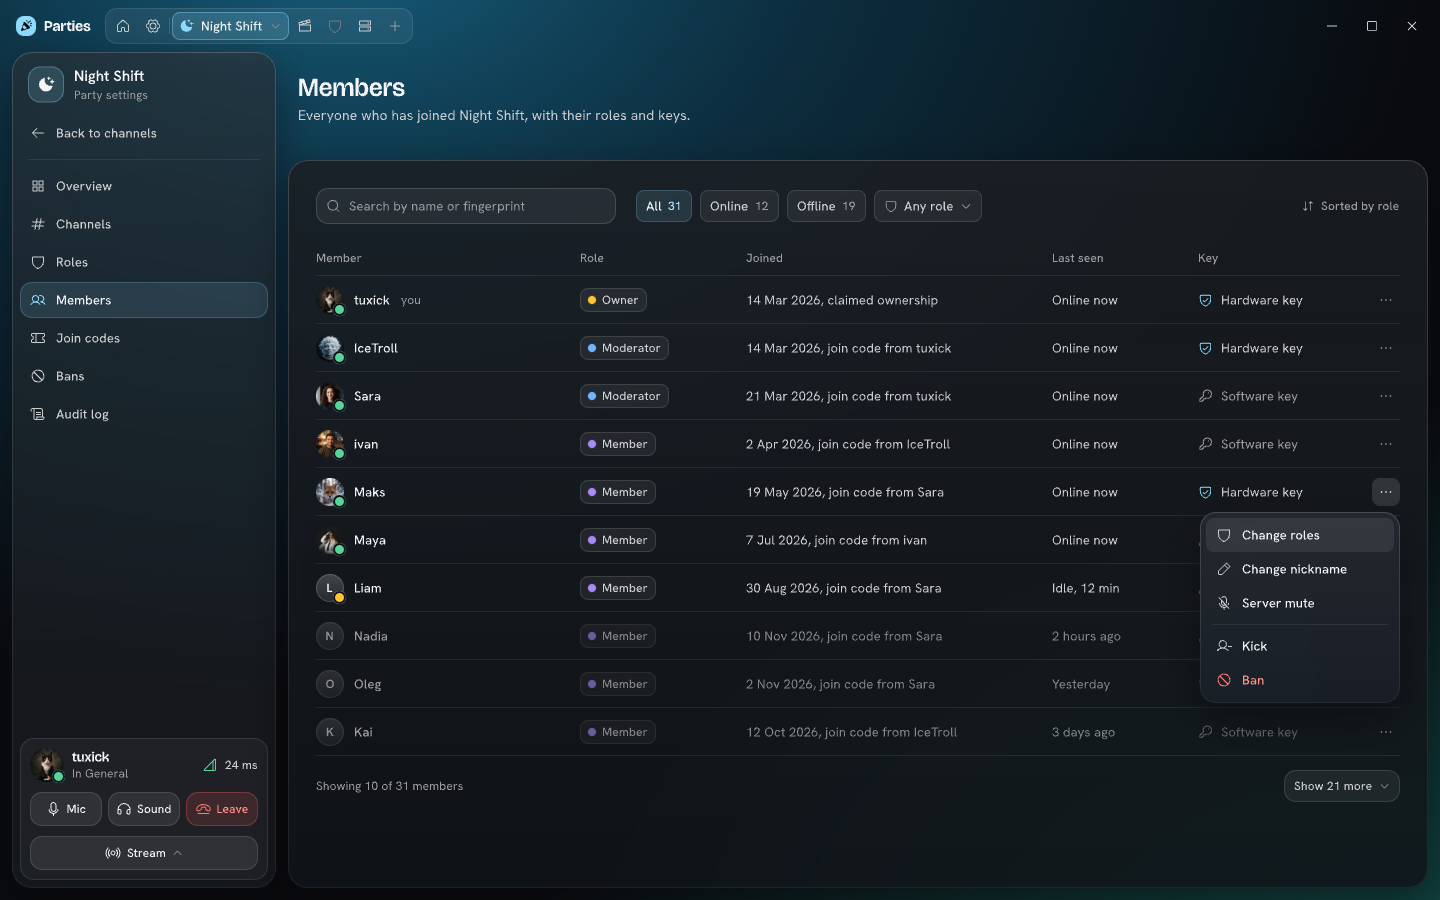 Parties
Night Shift
Night Shift
Party settings
Back to channels
Overview
Channels
Roles
Members
Join codes
Bans
Audit log
tuxick
In General
24 ms
Mic
Sound
Leave
Stream
Members
Everyone who has joined Night Shift, with their roles and keys.
Search by name or fingerprint
All 31
Online 12
Offline 19
Any role
Sorted by role
Member Role Joined Last seen Key
tuxick you Owner 14 Mar 2026, claimed ownership Online now Hardware key
IceTroll Moderator 14 Mar 2026, join code from tuxick Online now Hardware key
Sara Moderator 21 Mar 2026, join code from tuxick Online now Software key
ivan Member 2 Apr 2026, join code from IceTroll Online now Software key
Maks Member 19 May 2026, join code from Sara Online now Hardware key
Maya Member 7 Jul 2026, join code from ivan Online now
L Liam Member 30 Aug 2026, join code from Sara Idle, 12 min
N Nadia Member 10 Nov 2026, join code from Sara 2 hours ago
O Oleg Member 2 Nov 2026, join code from Sara Yesterday
K Kai Member 12 Oct 2026, join code from IceTroll 3 days ago Software key
Change roles
Change nickname
Server mute
Kick
Ban
Showing 10 of 31 members
Show 21 more